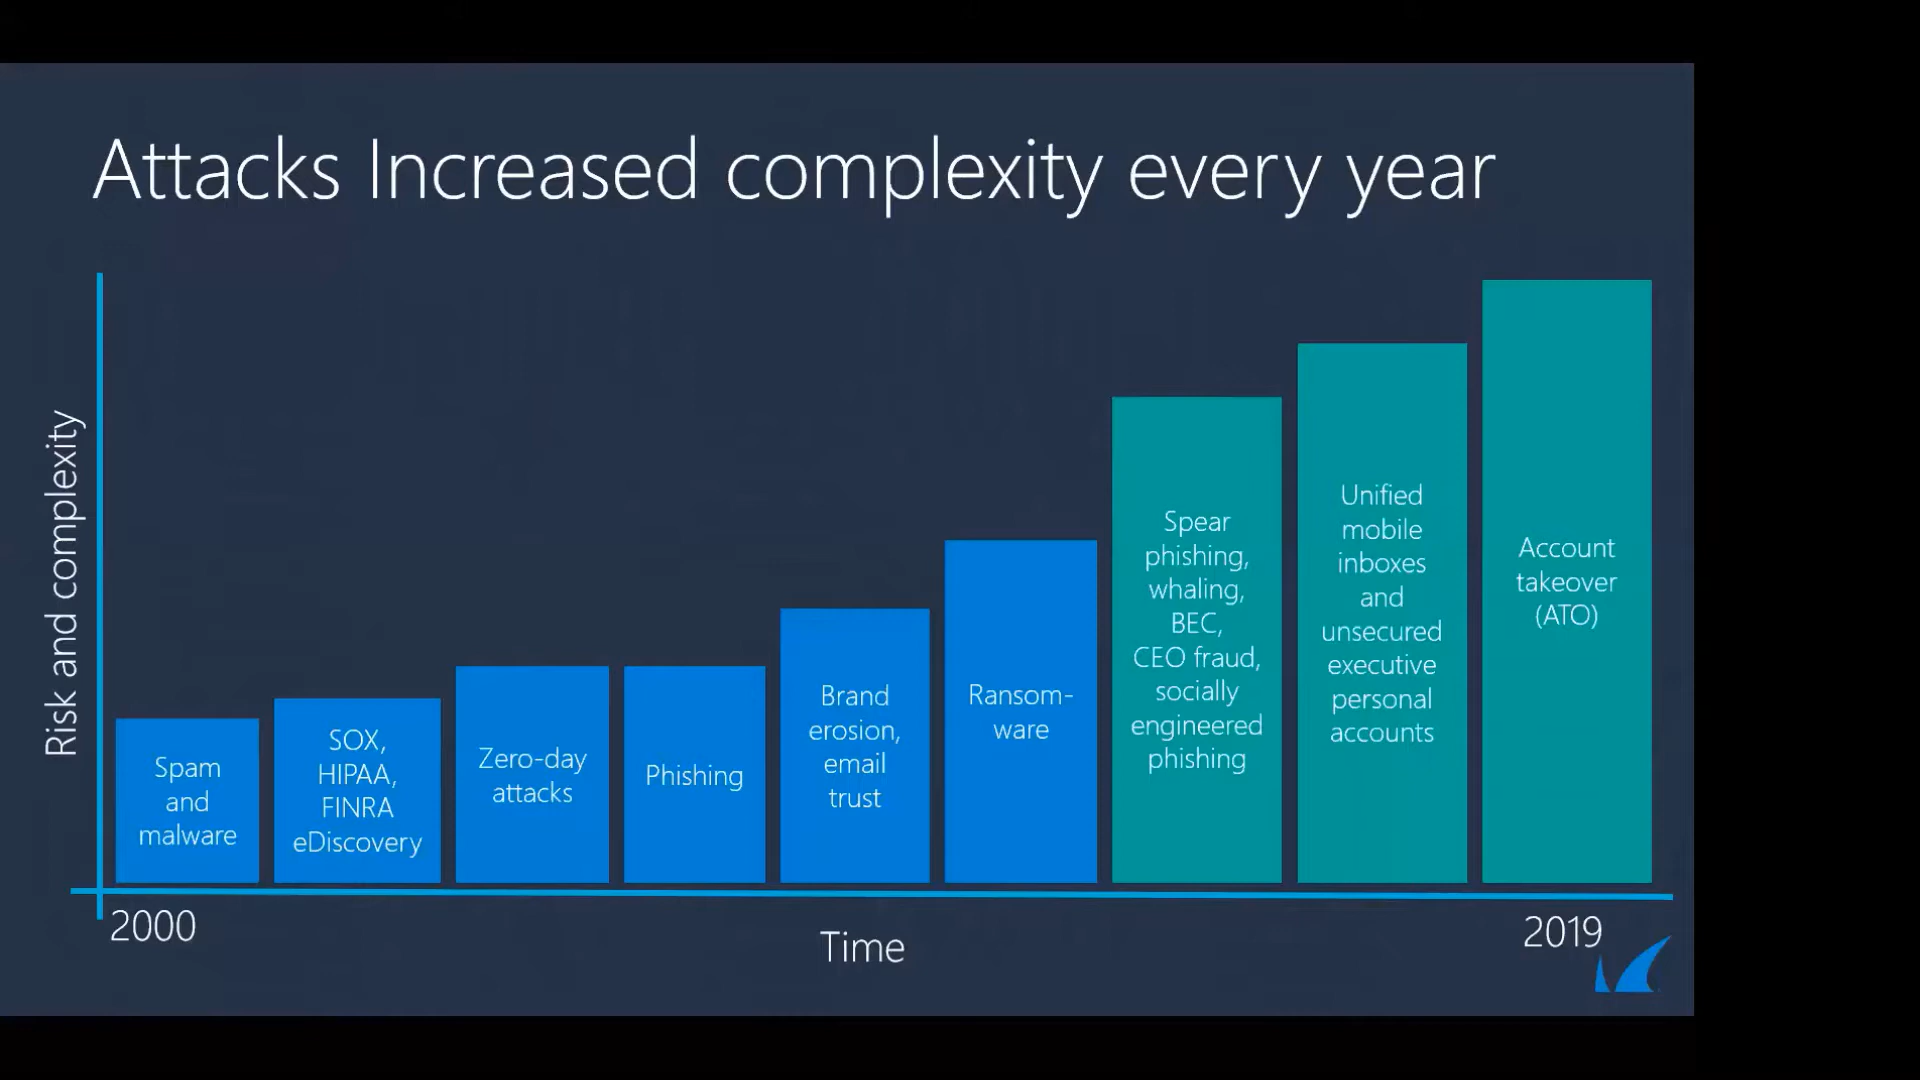 Attacks Increased complexity every year
Risk and complexity
Spam
and
malware
SOX,
HIPAA,
FINRA
eDiscovery
Zero-day
attacks
Phishing
Brand
erosion,
email
trust
Ransom-
ware
Spear
phishing,
whaling,
BEC,
CEO fraud,
socially
engineered
phishing
Unified
mobile
inboxes
and
unsecured
executive
personal
accounts
Account
takeover
(ATO)
2000
Time
2019